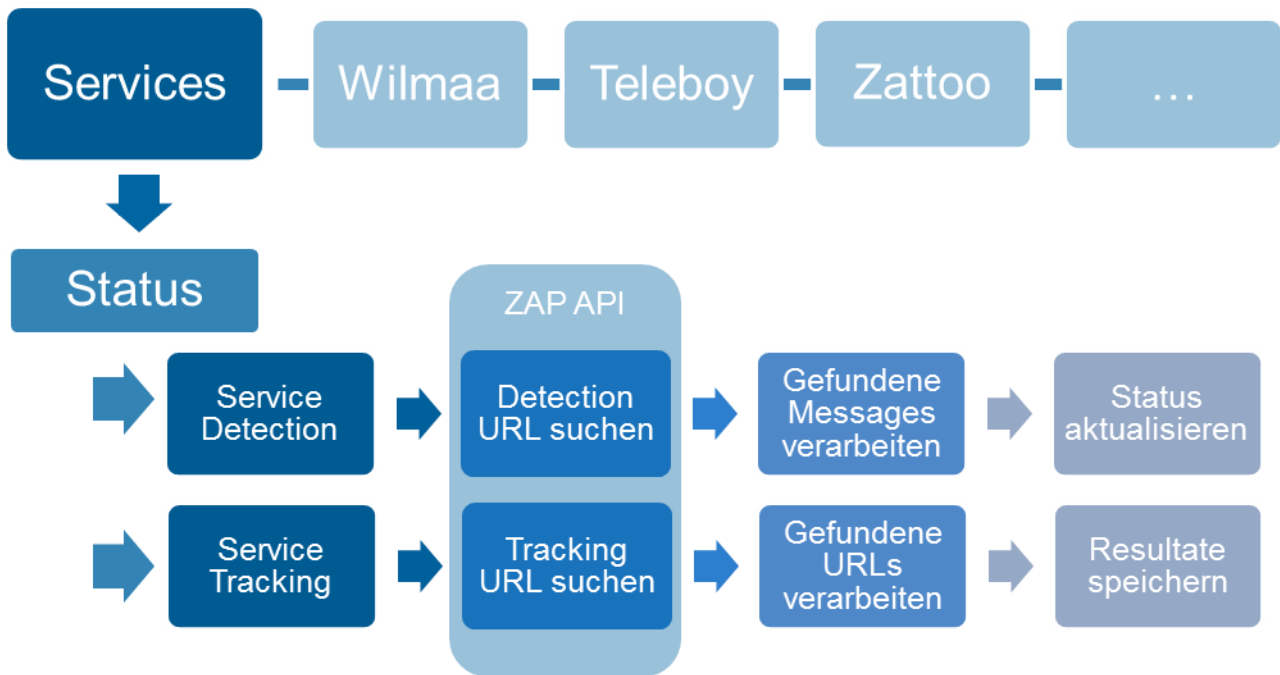 Services
Wilmaa
Teleboy
Zattoo
...
Status
ZAP API
Service
Detection
Detection
URL suchen
Gefundene
Messages
verarbeiten
Status
aktualisieren
Service
Tracking
Tracking
URL suchen
Gefundene
URLs
verarbeiten
Resultate
speichern